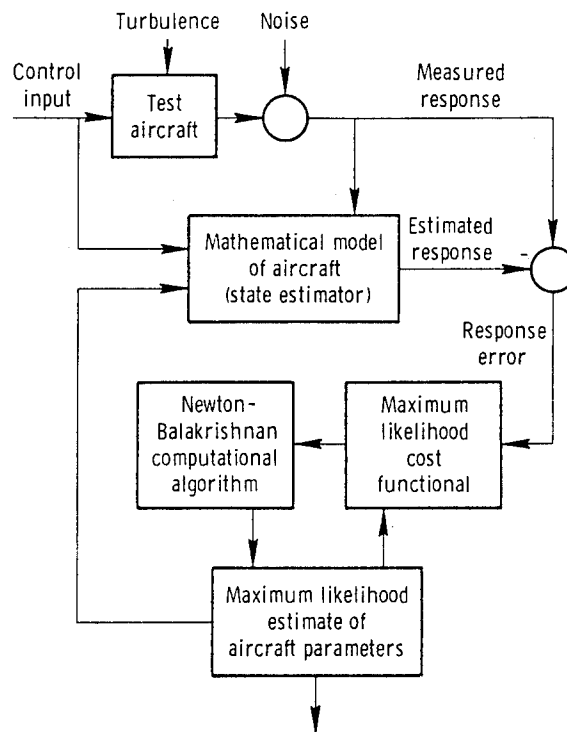 Turbulence
Noise
Control
input
Test
aircraft
Measured
response
Mathematical model
of aircraft
(state estimator)
Estimated
response
-
Response
error
Newton-
Balakrishnan
computational
algorithm
Maximum
likelihood
cost
functional
Maximum likelihood
estimate of
aircraft parameters